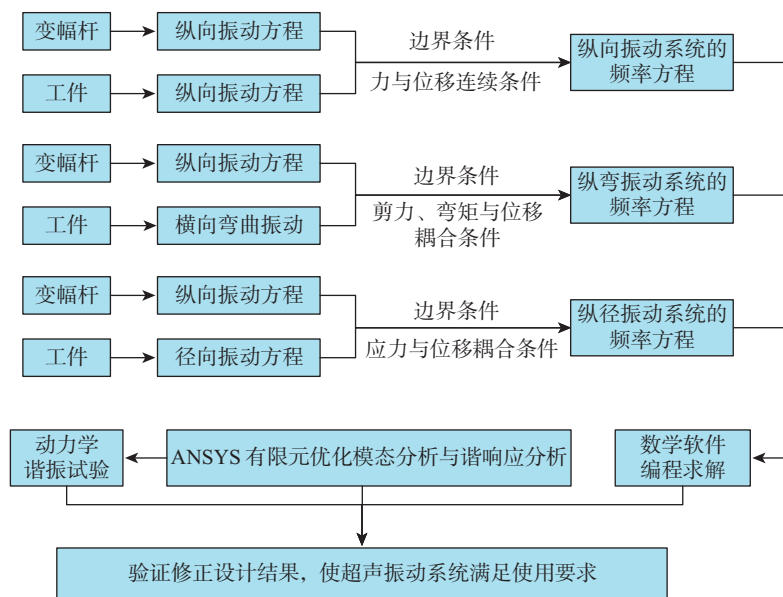 变幅杆
纵向振动方程
边界条件
纵向振动系统的
频率方程
工件
纵向振动方程
力与位移连续条件
变幅杆
纵向振动方程
边界条件
纵弯振动系统的
频率方程
工件
横向弯曲振动
剪力、弯矩与位移
耦合条件
变幅杆
纵向振动方程
边界条件
纵径振动系统的
频率方程
工件
径向振动方程
应力与位移耦合条件
动力学
谐振试验
ANSYS 有限元优化模态分析与谐响应分析
数学软件
编程求解
验证修正设计结果，使超声振动系统满足使用要求